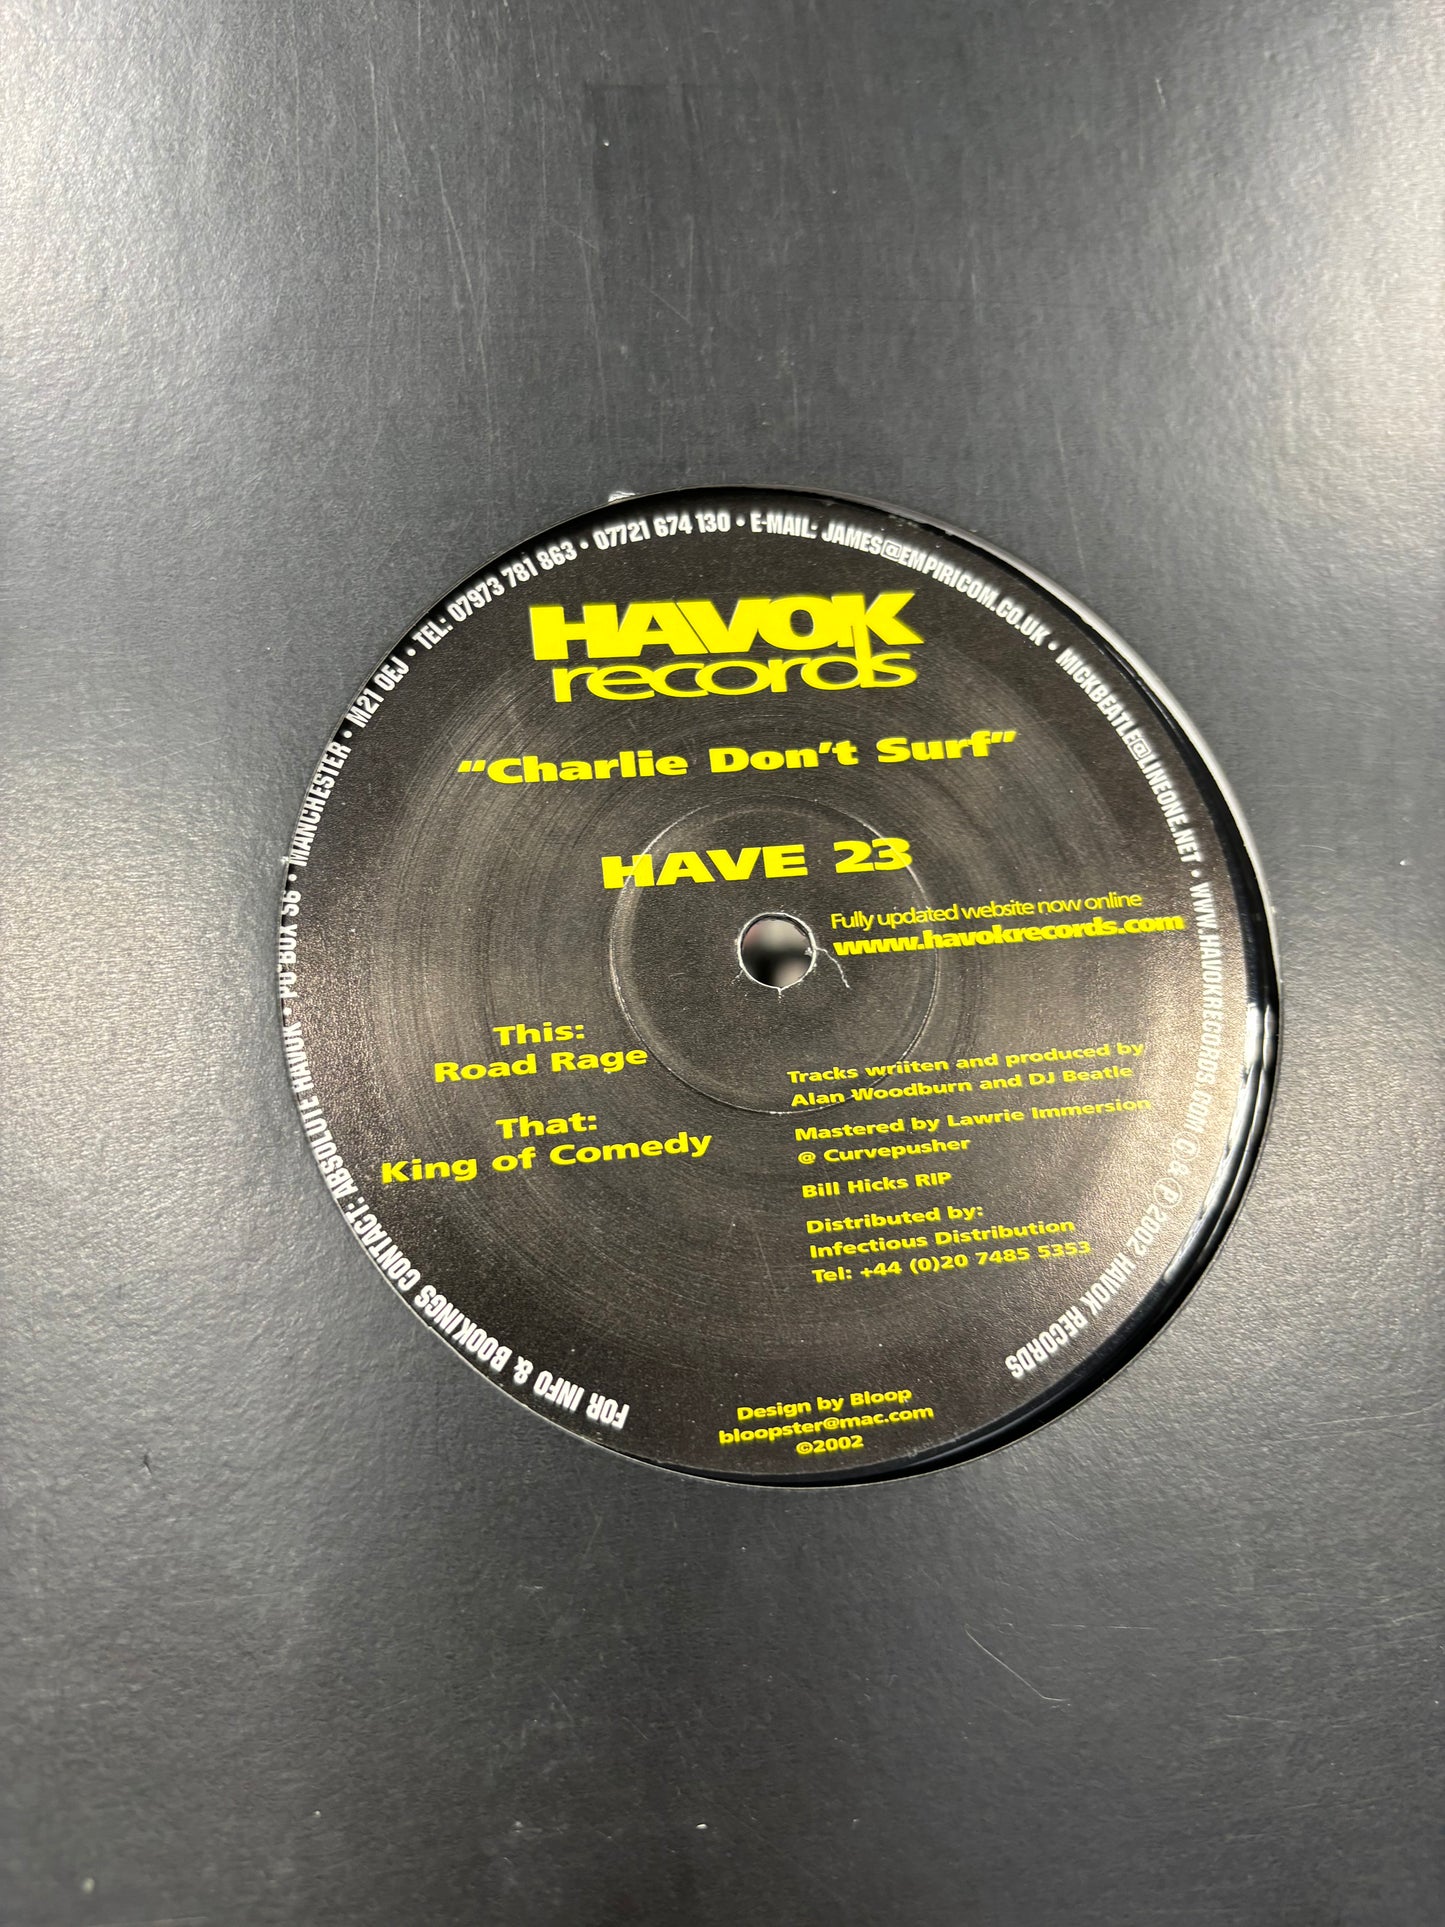 FOR INFO & BOOKINGS CONTACT: ABSOLUTE HAVOK • PO BOX S6 • MANCHESTER • M21 0EJ • TEL: 07973 781 863 • 07721 674 130 • E-MAIL: JAMES@EMPIRICOM.CO.UK • MICKBEATLE@LINEONE.NET • WWW.HAVOKRECORDS.COM © & ℗ 2002 HAVOK RECORDS
HAVOK
records
“Charlie Don’t Surf”
HAVE 23
Fully updated website now online
www.havokrecords.com
This:
Road Rage
That:
King of Comedy
Tracks wriiten and produced by
Alan Woodburn and DJ Beatle
Mastered by Lawrie Immersion
@ Curvepusher
Bill Hicks RIP
Distributed by:
Infectious Distribution
Tel: +44 (0)20 7485 5353
Design by Bloop
bloopster@mac.com
©2002